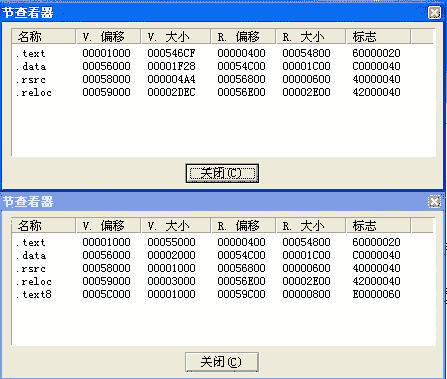 节查看器
名称 V. 偏移 V. 大小 R. 偏移 R. 大小 标志
.text 00001000 000546CF 00000400 00054800 60000020
.data 00056000 00001F28 00054C00 00001C00 C0000040
.rsrc 00058000 000004A4 00056800 00000600 40000040
.reloc 00059000 00002DEC 00056E00 00002E00 42000040
关闭(C)
节查看器
名称 V. 偏移 V. 大小 R. 偏移 R. 大小 标志
.text 00001000 00055000 00000400 00054800 60000020
.data 00056000 00002000 00054C00 00001C00 C0000040
.rsrc 00058000 00001000 00056800 00000600 40000040
.reloc 00059000 00003000 00056E00 00002E00 42000040
.text8 0005C000 00001000 00059C00 00000800 E0000060
关闭(C)